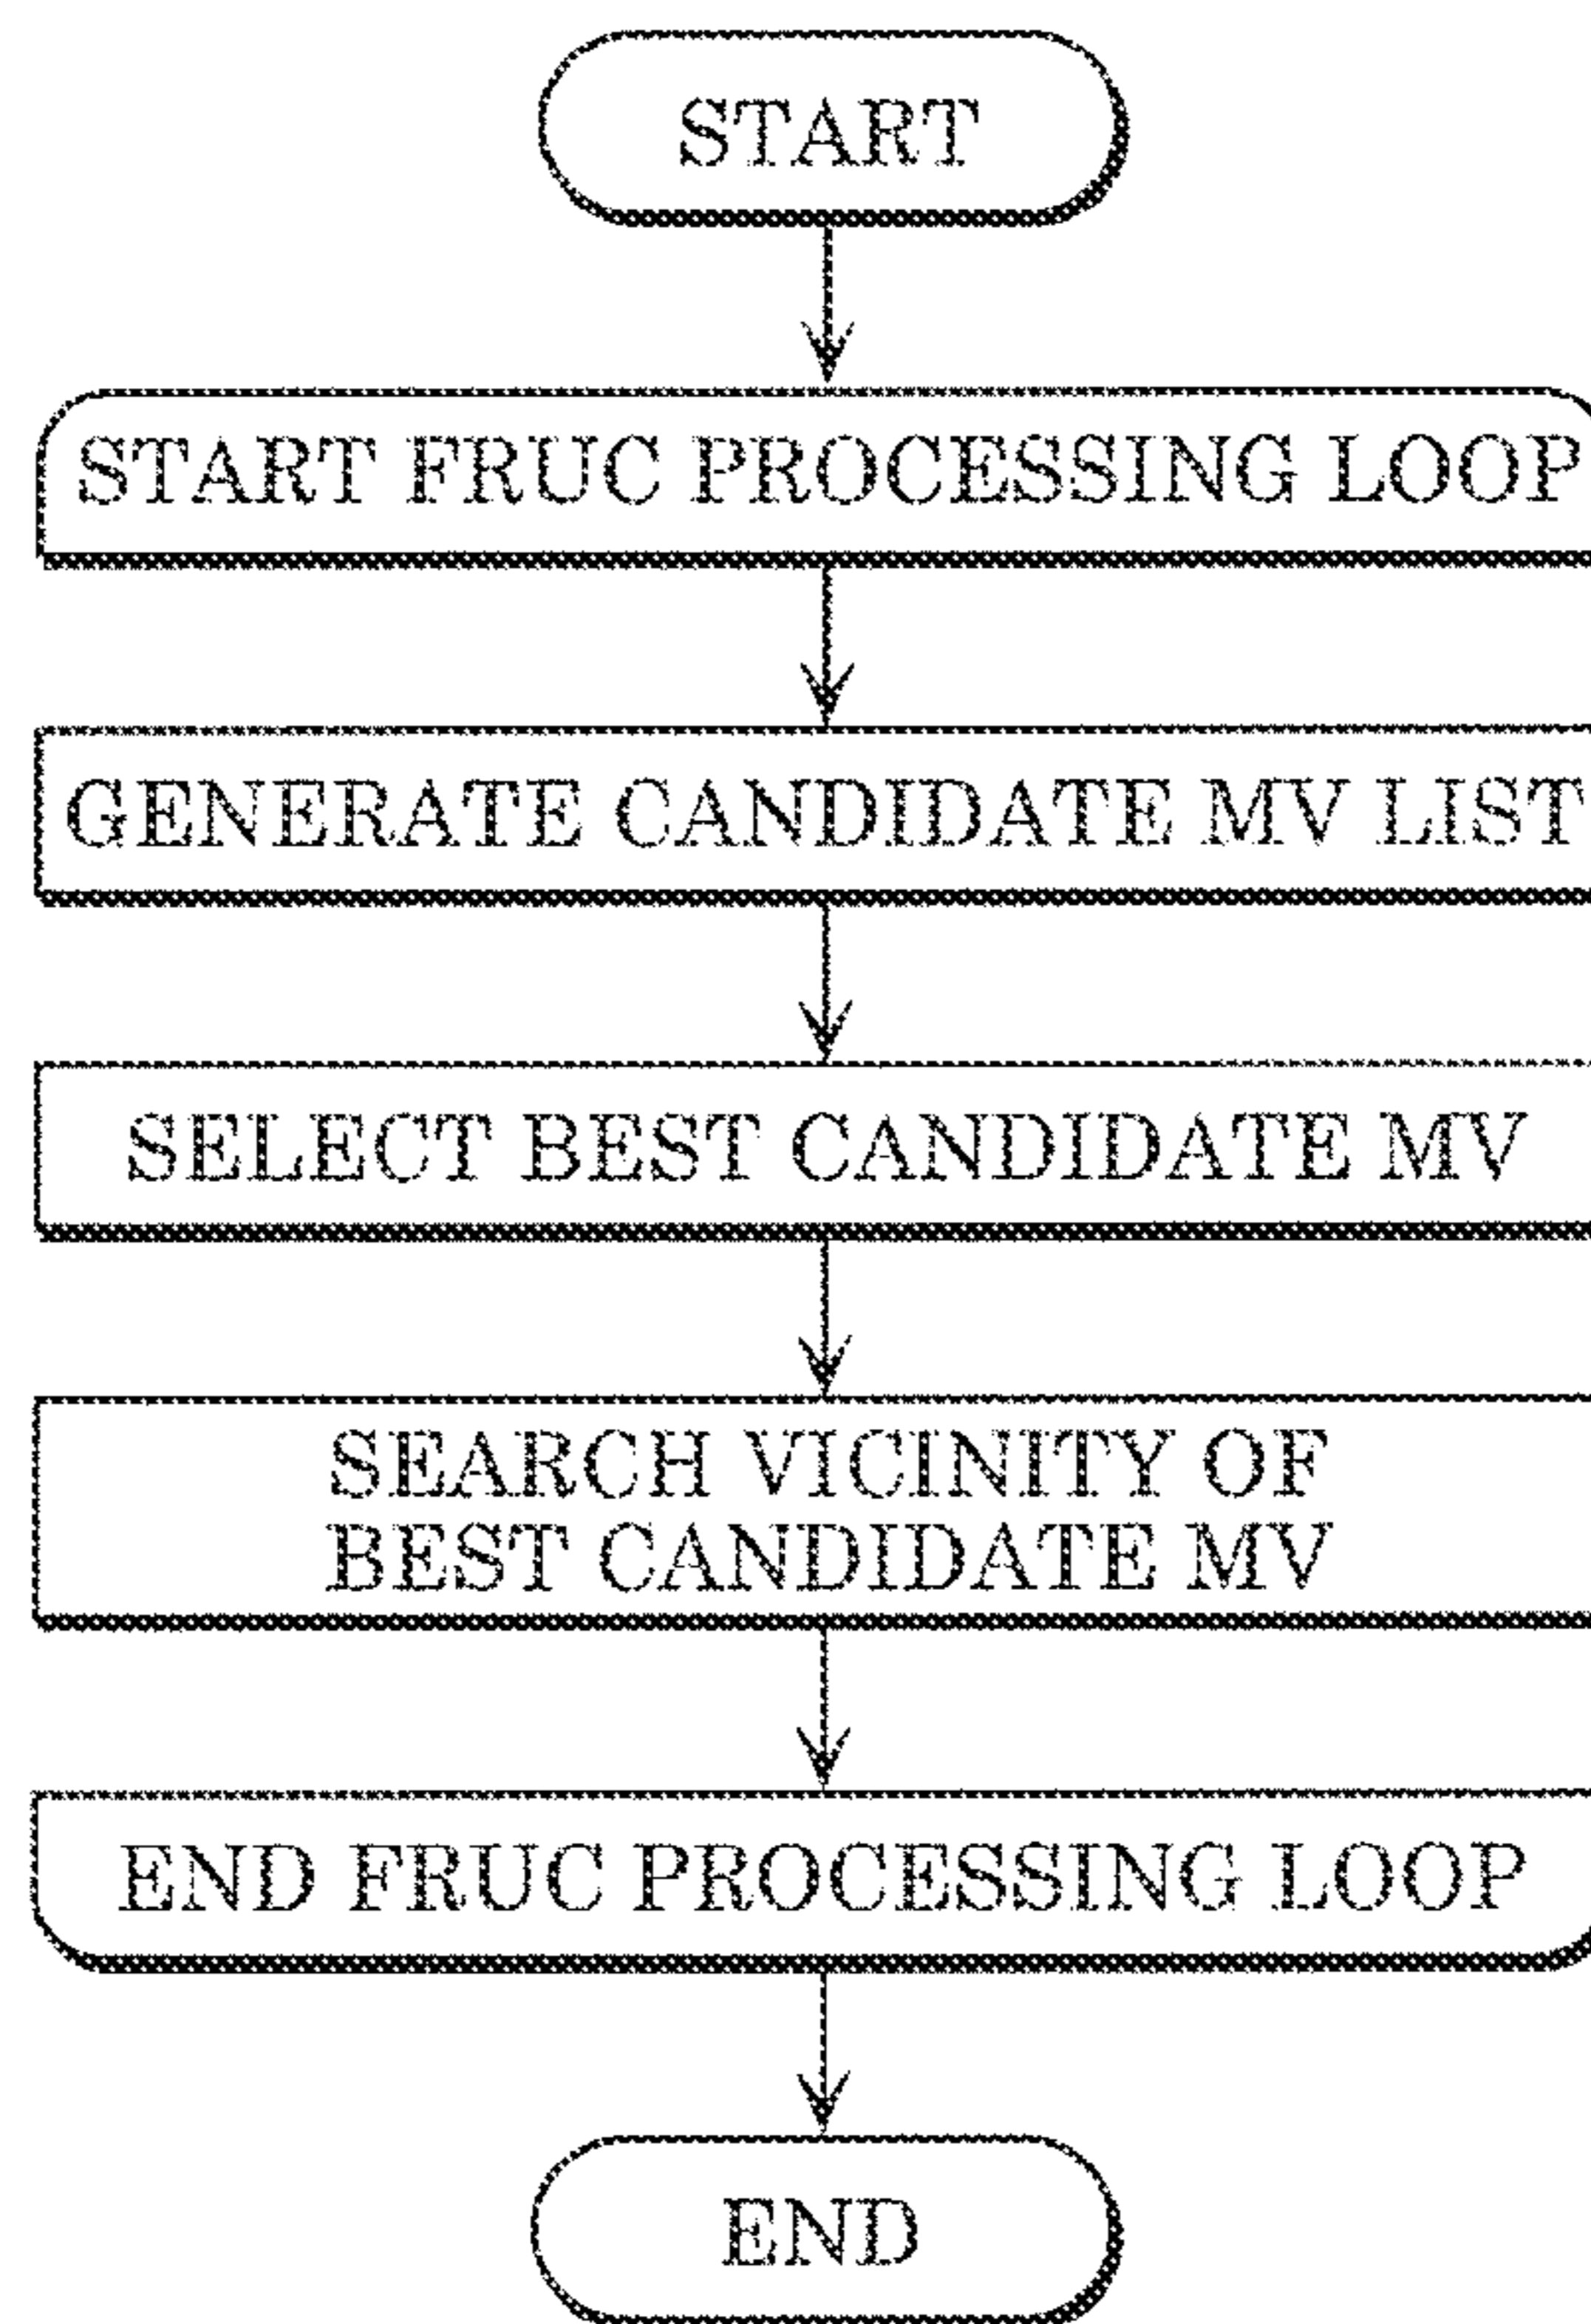 START
START FRUC PROCESSING LOOP
GENERATE CANDIDATE MV LIST
SELECT BEST CANDIDATE MV
SEARCH VICINITY OF
BEST CANDIDATE MV
END FRUC PROCESSING LOOP
END